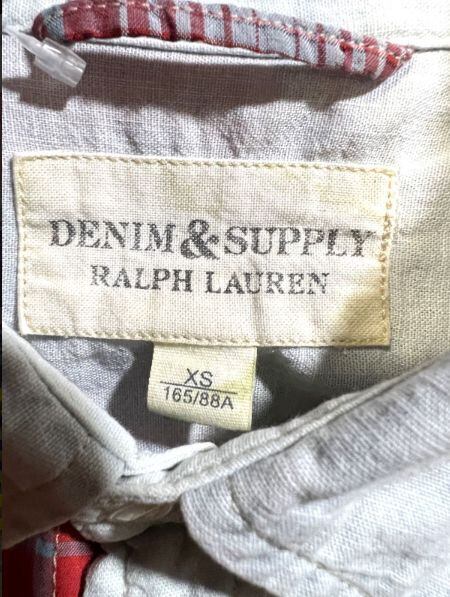 DENIM & SUPPLY
RALPH LAUREN
XS
165/88A